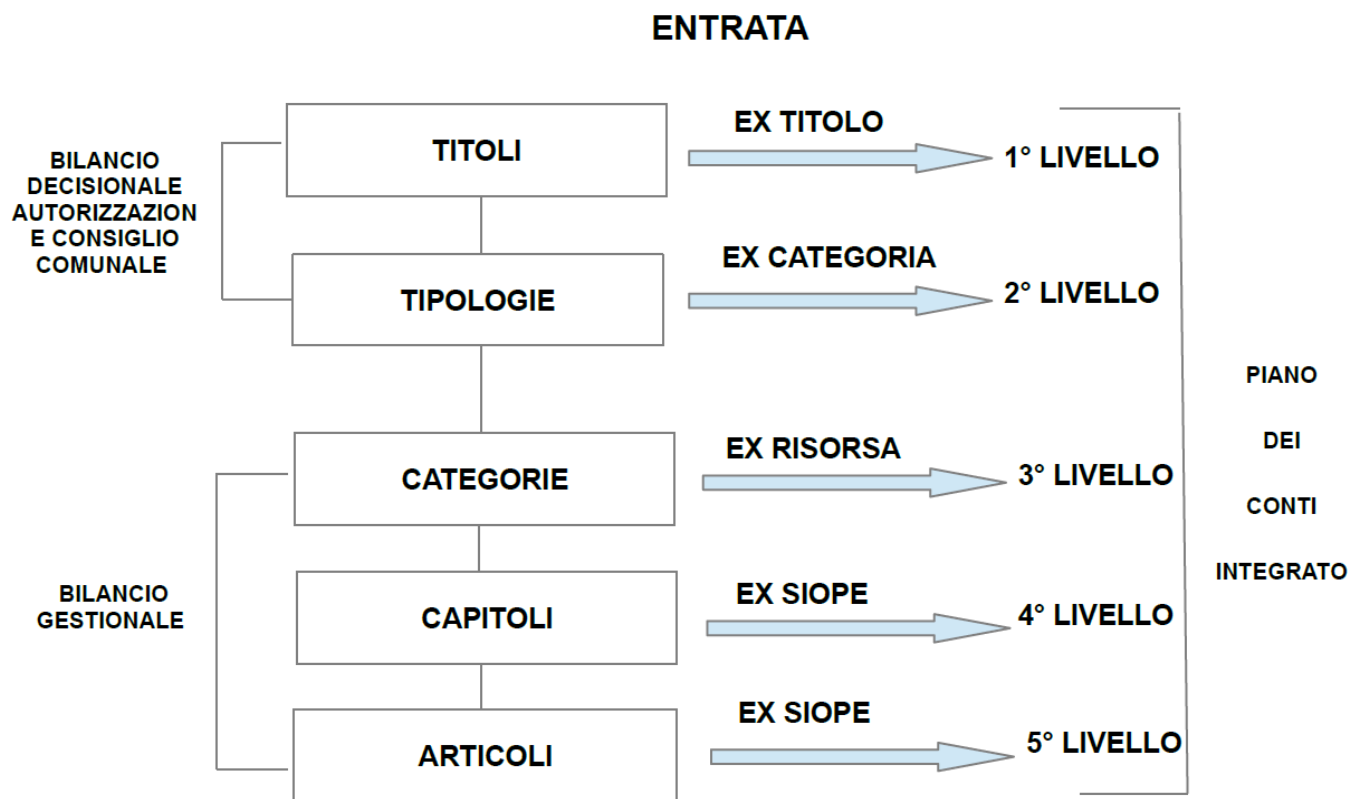 ENTRATA
BILANCIO
DECISIONALE
AUTORIZZAZION
E CONSIGLIO
COMUNALE
TITOLI
EX TITOLO
1° LIVELLO
TIPOLOGIE
EX CATEGORIA
2° LIVELLO
CATEGORIE
EX RISORSA
3° LIVELLO
BILANCIO
GESTIONALE
CAPITOLI
EX SIOPE
4° LIVELLO
ARTICOLI
EX SIOPE
5° LIVELLO
PIANO
DEI
CONTI
INTEGRATO